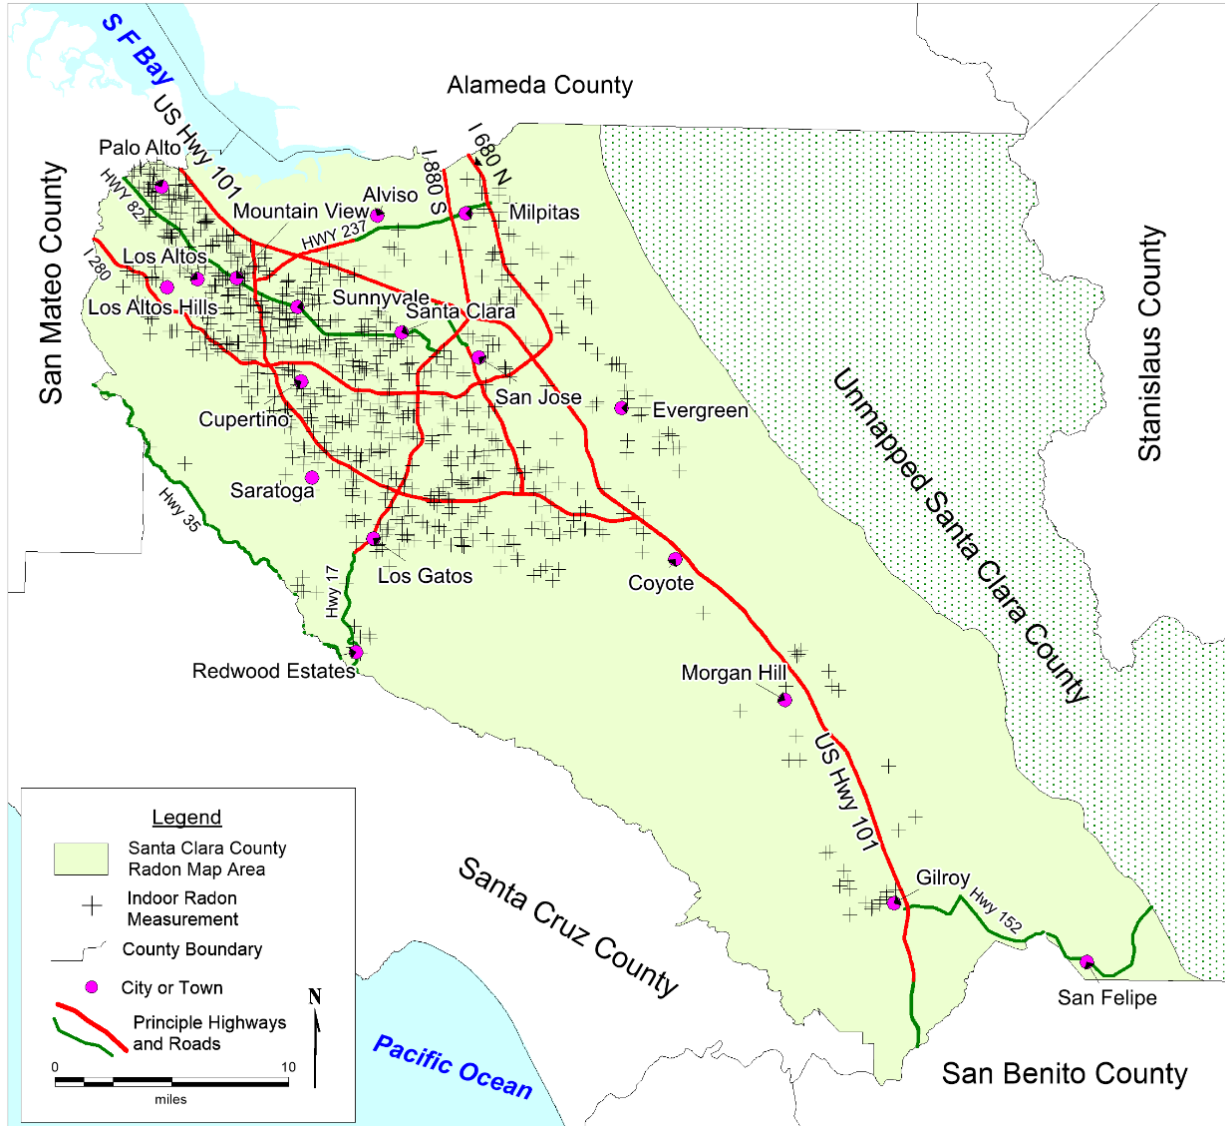 S F Bay
Alameda County
US Hwy 101
I 680 N
I 880 S
Palo Alto
HWY 82
San Mateo County
Alviso
Mountain View
HWY 237
Milpitas
Los Altos
I 280
Los Altos Hills
Sunnyvale
Santa Clara
Stanislaus County
San Jose
Cupertino
Evergreen
Unmapped Santa Clara County
Saratoga
Hwy 35
Los Gatos
Coyote
Hwy 17
Redwood Estates
Morgan Hill
US Hwy 101
Santa Cruz County
Gilroy
Hwy 152
San Felipe
San Benito County
Pacific Ocean
Legend
Santa Clara County
Radon Map Area
Indoor Radon
Measurement
County Boundary
City or Town
Principle Highways
and Roads
N
0 10
miles